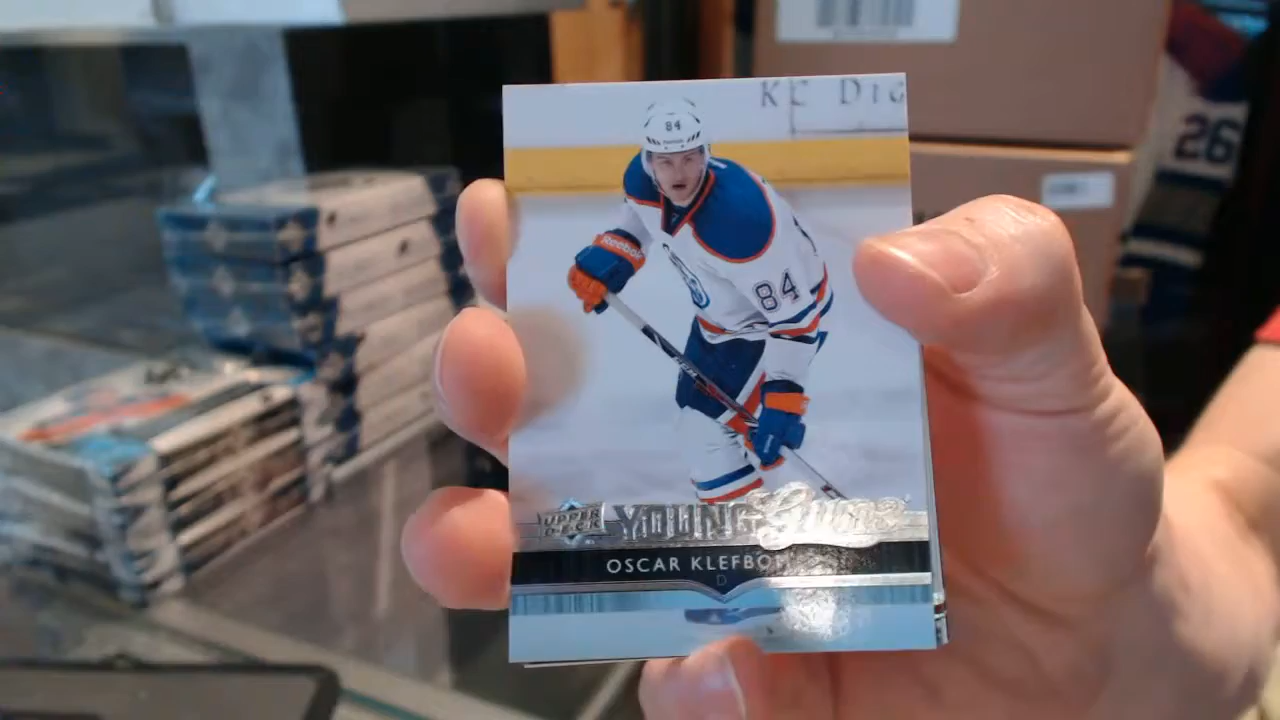 KC DIG
84
Reebok
84
UPPER DECK YOUNG Guns
OSCAR KLEFBO
D
26